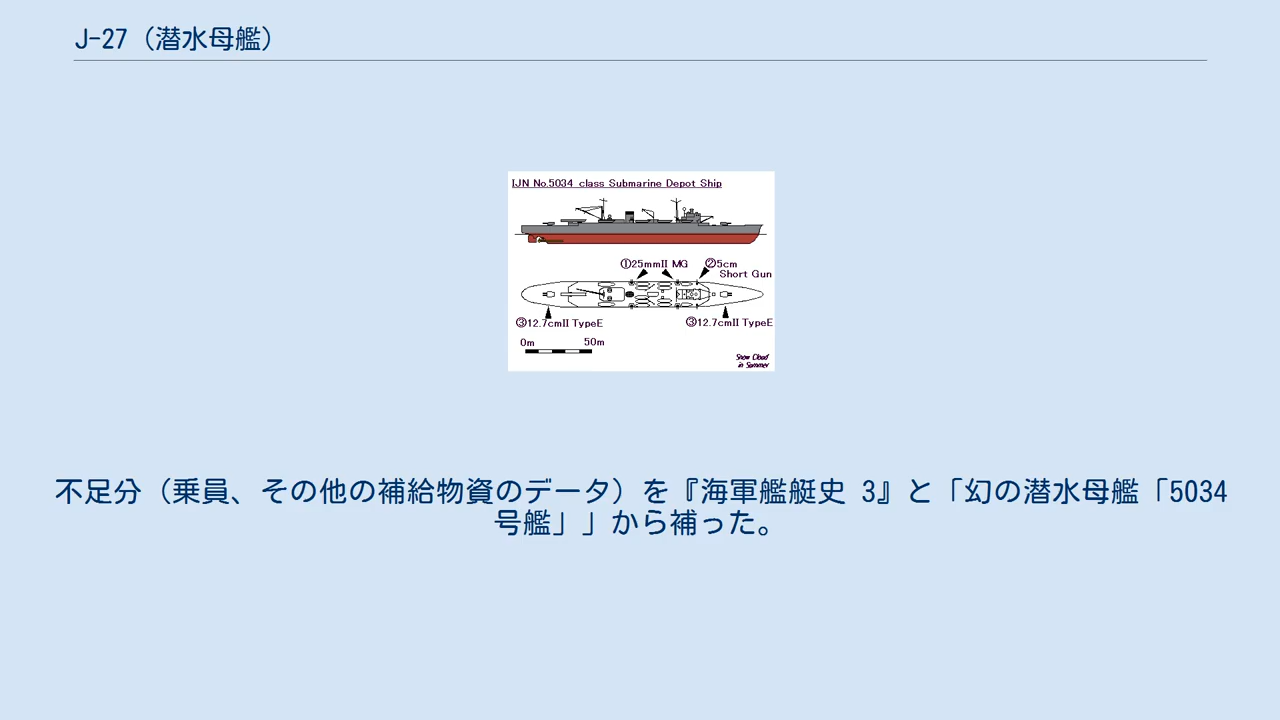 J-27（潜水母艦）
IJN No.5034 class Submarine Depot Ship
①25mmII MG
②5cm
Short Gun
③12.7cmII TypeE
③12.7cmII TypeE
0m
50m
Snow Cloud
in Summer
不足分（乗員、その他の補給物資のデータ）を『海軍艦艇史 3』と「幻の潜水母艦「5034
号艦」」から補った。